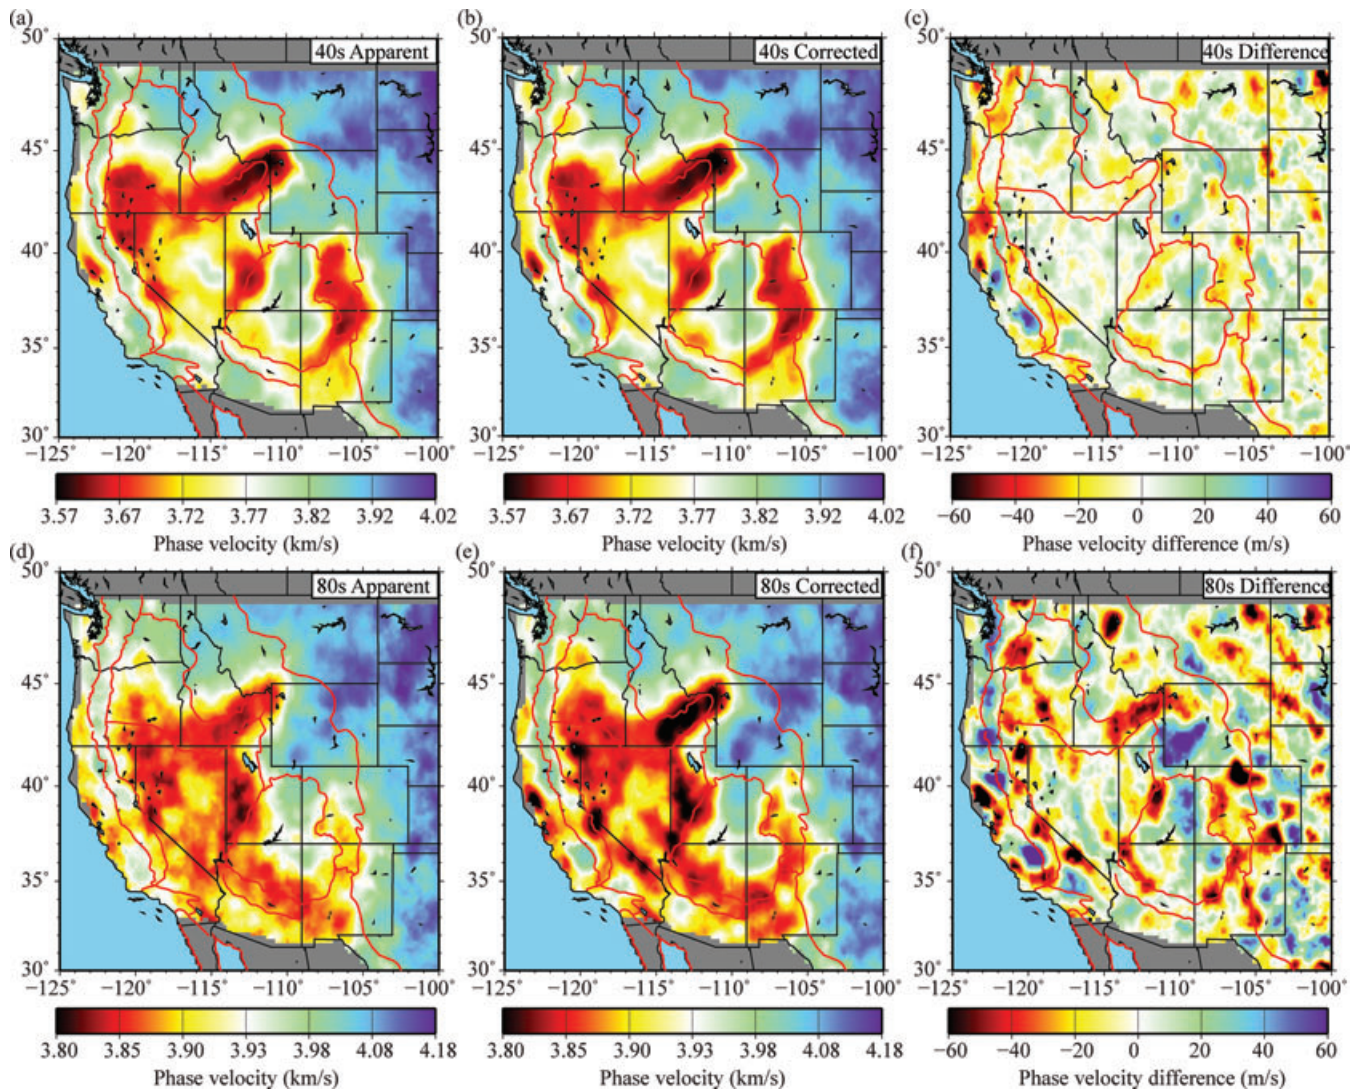 (a) (b) (c)
40s Apparent 40s Corrected 40s Difference
50° 50° 50°
45° 45° 45°
40° 40° 40°
35° 35° 35°
30° 30° 30°
−125° −120° −115° −110° −105° −100° −125° −120° −115° −110° −105° −100° −125° −120° −115° −110° −105° −100°
3.57 3.67 3.72 3.77 3.82 3.92 4.02 3.57 3.67 3.72 3.77 3.82 3.92 4.02 −60 −40 −20 0 20 40 60
Phase velocity (km/s) Phase velocity (km/s) Phase velocity difference (m/s)
(d) (e) (f)
80s Apparent 80s Corrected 80s Difference
50° 50° 50°
45° 45° 45°
40° 40° 40°
35° 35° 35°
30° 30° 30°
−125° −120° −115° −110° −105° −100° −125° −120° −115° −110° −105° −100° −125° −120° −115° −110° −105° −100°
3.80 3.85 3.90 3.93 3.98 4.08 4.18 3.80 3.85 3.90 3.93 3.98 4.08 4.18 −60 −40 −20 0 20 40 60
Phase velocity (km/s) Phase velocity (km/s) Phase velocity difference (m/s)